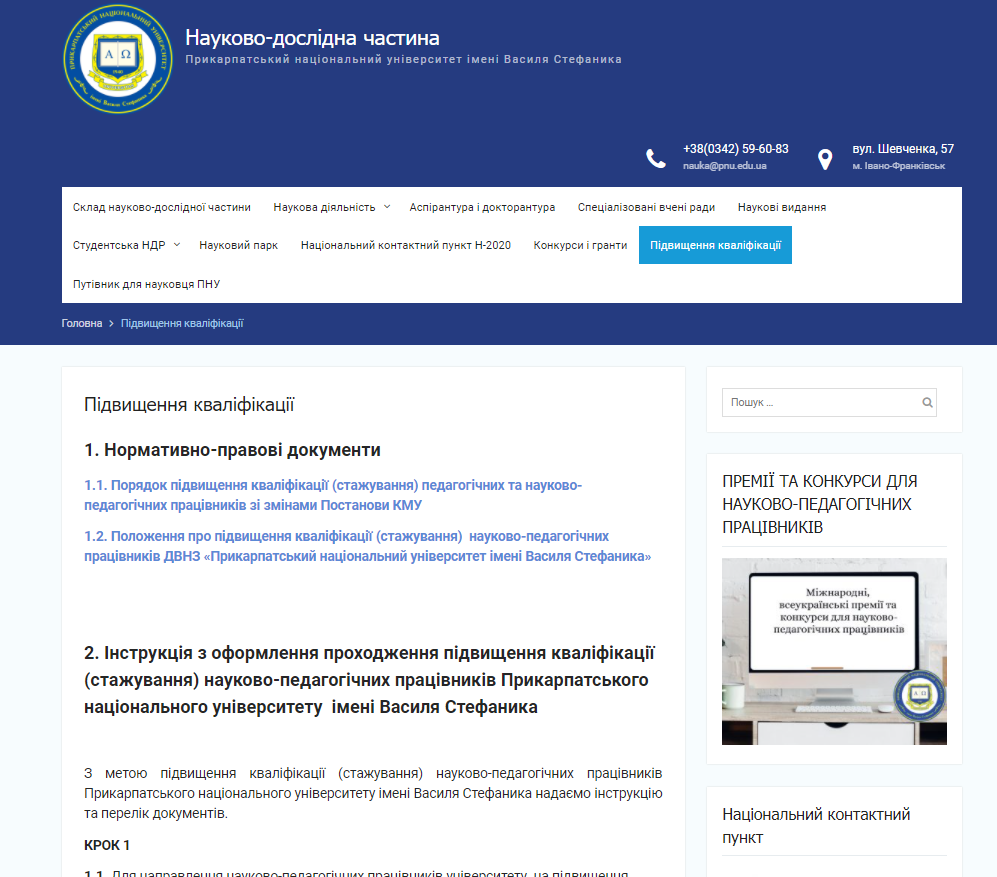 ПРИКАРПАТСЬКИЙ НАЦІОНАЛЬНИЙ УНІВЕРСИТЕТ
імені Василя Стефаника
Α Ω
1940
Науково-дослідна частина
Прикарпатський національний університет імені Василя Стефаника
+38(0342) 59-60-83
nauka@pnu.edu.ua
вул. Шевченка, 57
м. Івано-Франківськ
Склад науково-дослідної частини Наукова діяльність Аспірантура і докторантура Спеціалізовані вчені ради Наукові видання
Студентська НДР Науковий парк Національний контактний пункт Н-2020 Конкурси і гранти Підвищення кваліфікації
Путівник для науковця ПНУ
Головна > Підвищення кваліфікації
Підвищення кваліфікації
1. Нормативно-правові документи
1.1. Порядок підвищення кваліфікації (стажування) педагогічних та науково-
педагогічних працівників зі змінами Постанови КМУ
1.2. Положення про підвищення кваліфікації (стажування)  науково-педагогічних
працівників ДВНЗ «Прикарпатський національний університет імені Василя Стефаника»
2. Інструкція з оформлення проходження підвищення кваліфікації
(стажування) науково-педагогічних працівників Прикарпатського
національного університету  імені Василя Стефаника
З метою підвищення кваліфікації (стажування) науково-педагогічних працівників
Прикарпатського національного університету імені Василя Стефаника надаємо інструкцію
та перелік документів.
КРОК 1
1.1. Для направлення науково-педагогічних працівників університету  на підвищення
Пошук ...
ПРЕМІЇ ТА КОНКУРСИ ДЛЯ
НАУКОВО-ПЕДАГОГІЧНИХ
ПРАЦІВНИКІВ
Міжнародні,
всеукраїнські премії та
конкурси для науково-
педагогічних працівників
Α Ω
Національний контактний
пункт